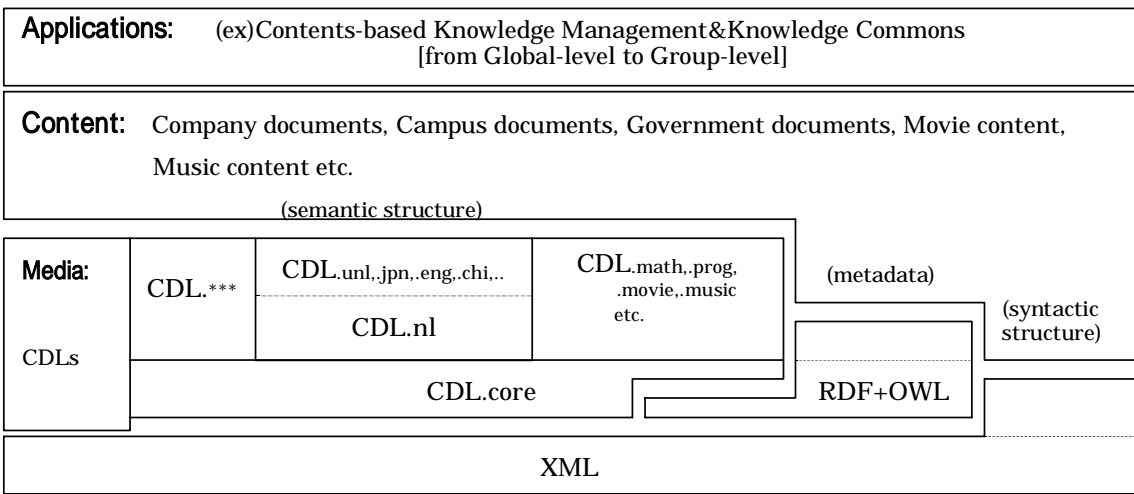 Applications: (ex)Contents-based Knowledge Management&Knowledge Commons
[from Global-level to Group-level]
Content: Company documents, Campus documents, Government documents, Movie content,
Music content etc.
(semantic structure)
Media:
CDLs
CDL.***
CDL.unl,.jpn,.eng,.chi,..
CDL.nl
CDL.math,.prog,
.movie,.music
etc.
(metadata)
(syntactic
structure)
CDL.core
RDF+OWL
XML